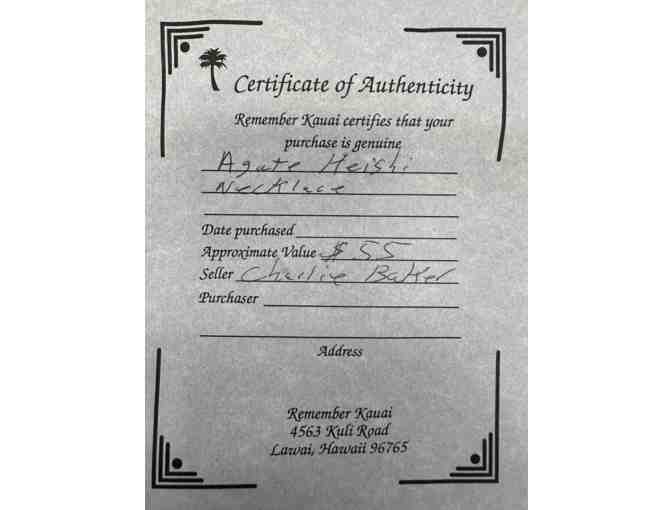 Certificate of Authenticity
Remember Kauai certifies that your
purchase is genuine
Agate Heishi
Necklace
Date purchased
Approximate Value $ 55
Seller Charlie Baker
Purchaser
Address
Remember Kauai
4563 Kuli Road
Lawai, Hawaii 96765